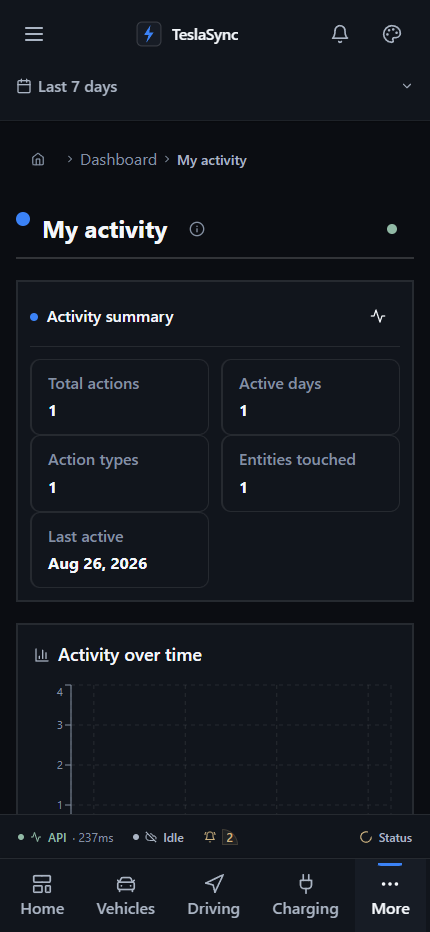 TeslaSync
Last 7 days
Dashboard My activity
My activity
Activity summary
Total actions
1
Active days
1
Action types
1
Entities touched
1
Last active
Aug 26, 2026
Activity over time
4
3
2
1
API · 237ms Idle 2 Status
Home Vehicles Driving Charging More